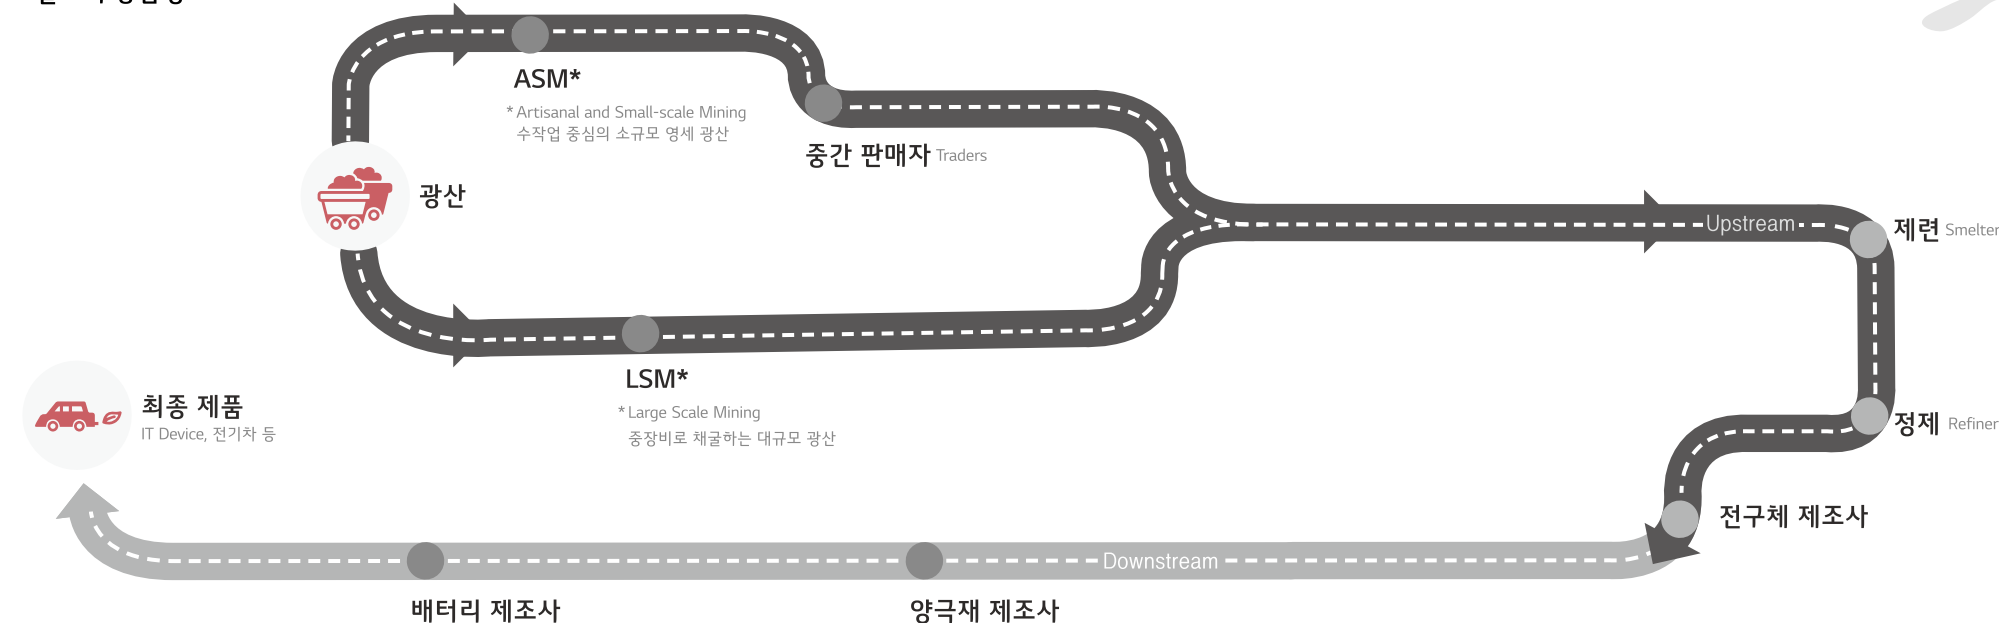 ASM*
* Artisanal and Small-scale Mining
수작업 중심의 소규모 영세 광산
중간 판매자 Traders
광산
Upstream
제련 Smelter
LSM*
* Large Scale Mining
중장비로 채굴하는 대규모 광산
최종 제품
IT Device, 전기차 등
정제 Refiner
전구체 제조사
Downstream
배터리 제조사
양극재 제조사